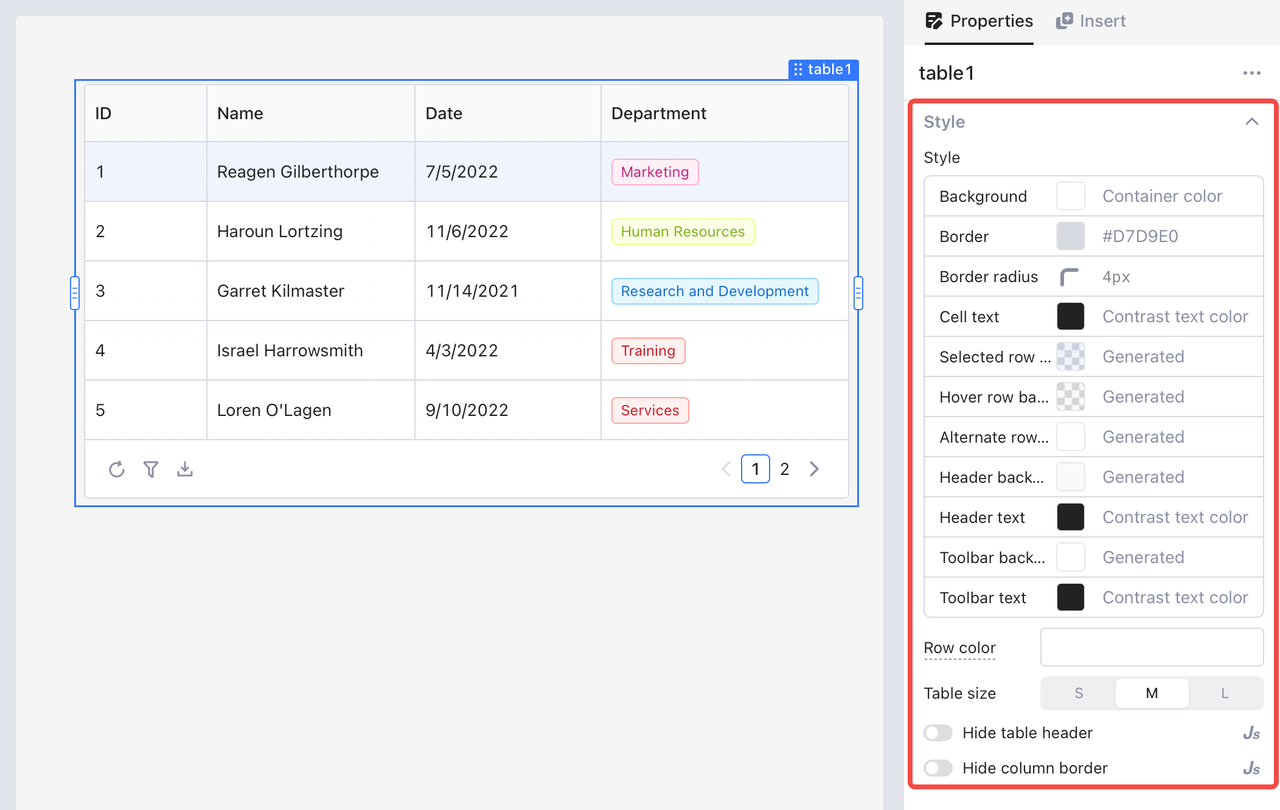 Properties Insert
table1
table1
ID Name Date Department
1 Reagen Gilberthorpe 7/5/2022 Marketing
2 Haroun Lortzing 11/6/2022 Human Resources
3 Garret Kilmaster 11/14/2021 Research and Development
4 Israel Harrowsmith 4/3/2022 Training
5 Loren O'Lagen 9/10/2022 Services
1 2
Style
Style
Background Container color
Border #D7D9E0
Border radius 4px
Cell text Contrast text color
Selected row ... Generated
Hover row ba... Generated
Alternate row... Generated
Header back... Generated
Header text Contrast text color
Toolbar back... Generated
Toolbar text Contrast text color
Row color
Table size S M L
Hide table header Js
Hide column border Js